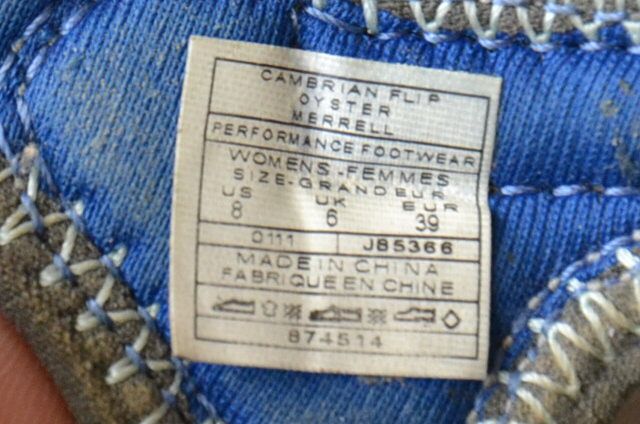 CAMBRIAN FLIP
OYSTER
MERRELL
PERFORMANCE FOOTWEAR
WOMENS-FEMMES
SIZE-GRANDEUR
US UK EUR
8 6 39
0111 J85366
MADE IN CHINA
FABRIQUE EN CHINE
874514